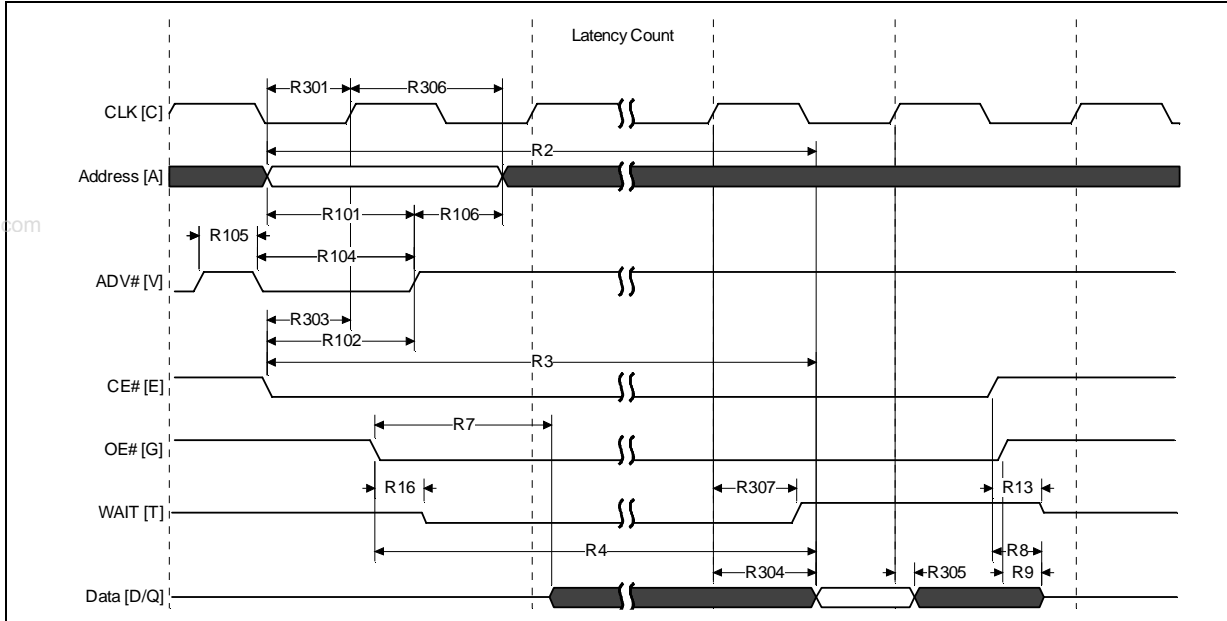 Latency Count
R301
R306
CLK [C]
R2
Address [A]
R101
R106
com
R105
R104
ADV# [V]
R303
R102
R3
CE# [E]
R7
OE# [G]
R16
R307
R13
WAIT [T]
R4
R8
R304
R305
R9
Data [D/Q]